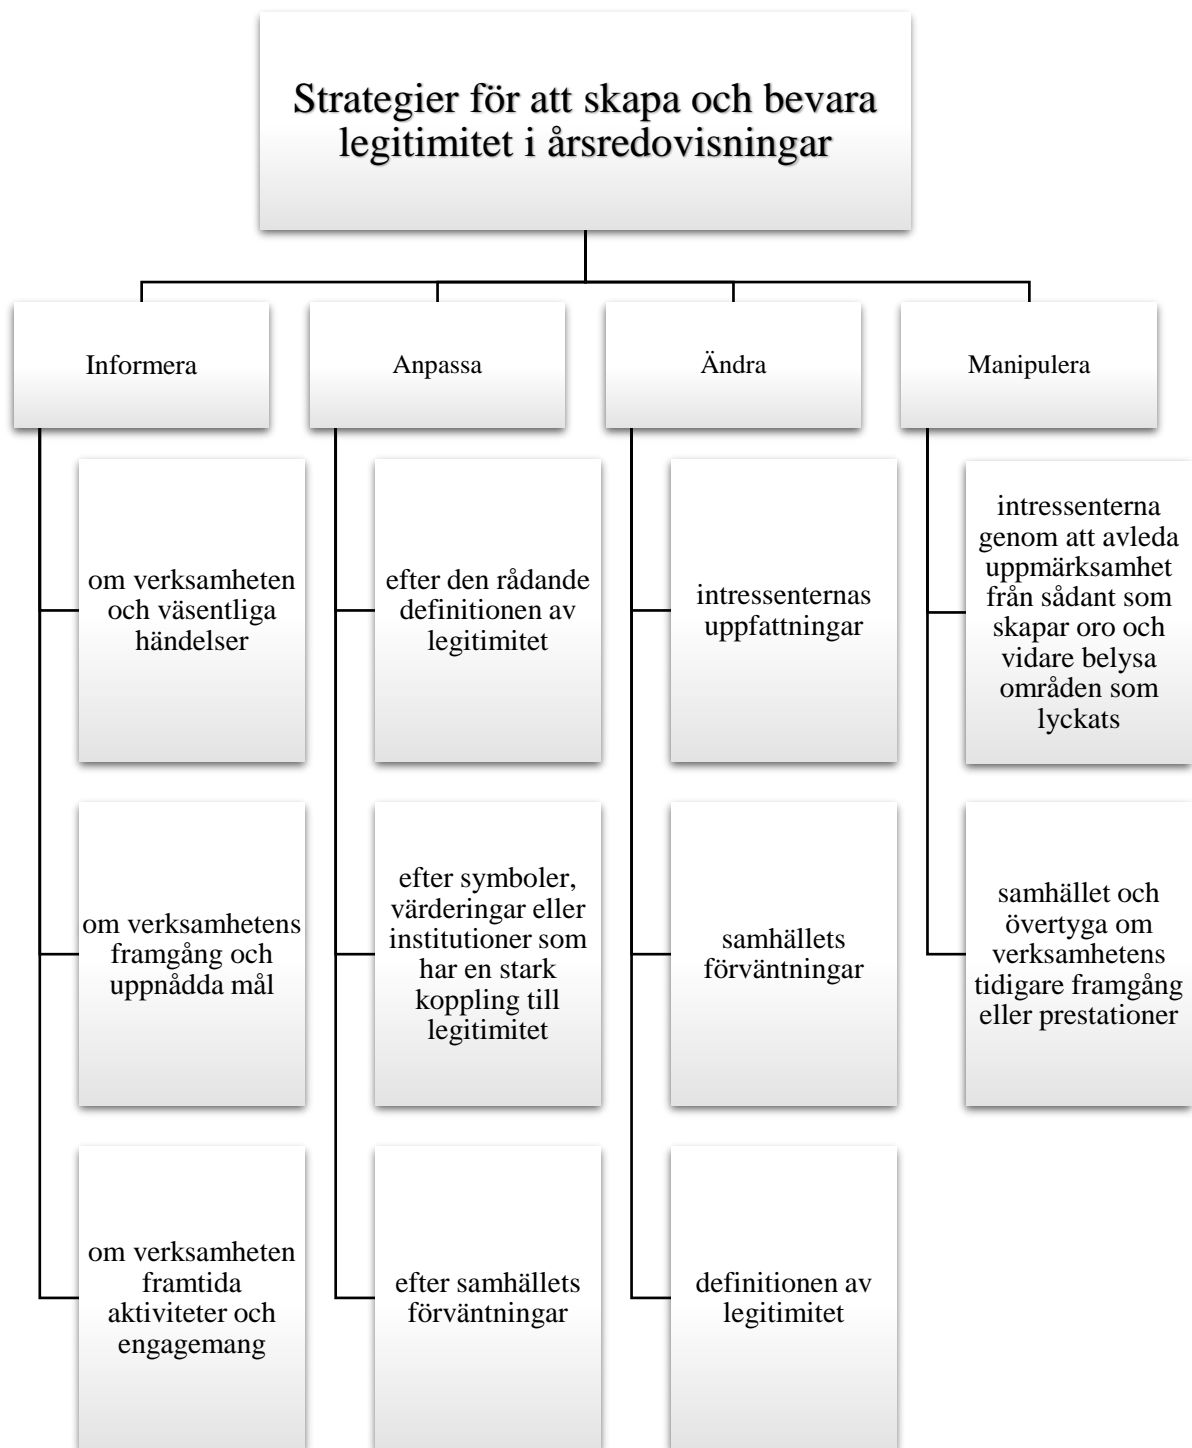 Strategier för att skapa och bevara
legitimitet i årsredovisningar
Informera
om verksamheten
och väsentliga
händelser
om verksamhetens
framgång och
uppnådda mål
om verksamheten
framtida
aktiviteter och
engagemang
Anpassa
efter den rådande
definitionen av
legitimitet
efter symboler,
värderingar eller
institutioner som
har en stark
koppling till
legitimitet
efter samhällets
förväntningar
Ändra
intressenternas
uppfattningar
samhällets
förväntningar
definitionen av
legitimitet
Manipulera
intressenterna
genom att avleda
uppmärksamhet
från sådant som
skapar oro och
vidare belysa
områden som
lyckats
samhället och
övertyga om
verksamhetens
tidigare framgång
eller prestationer